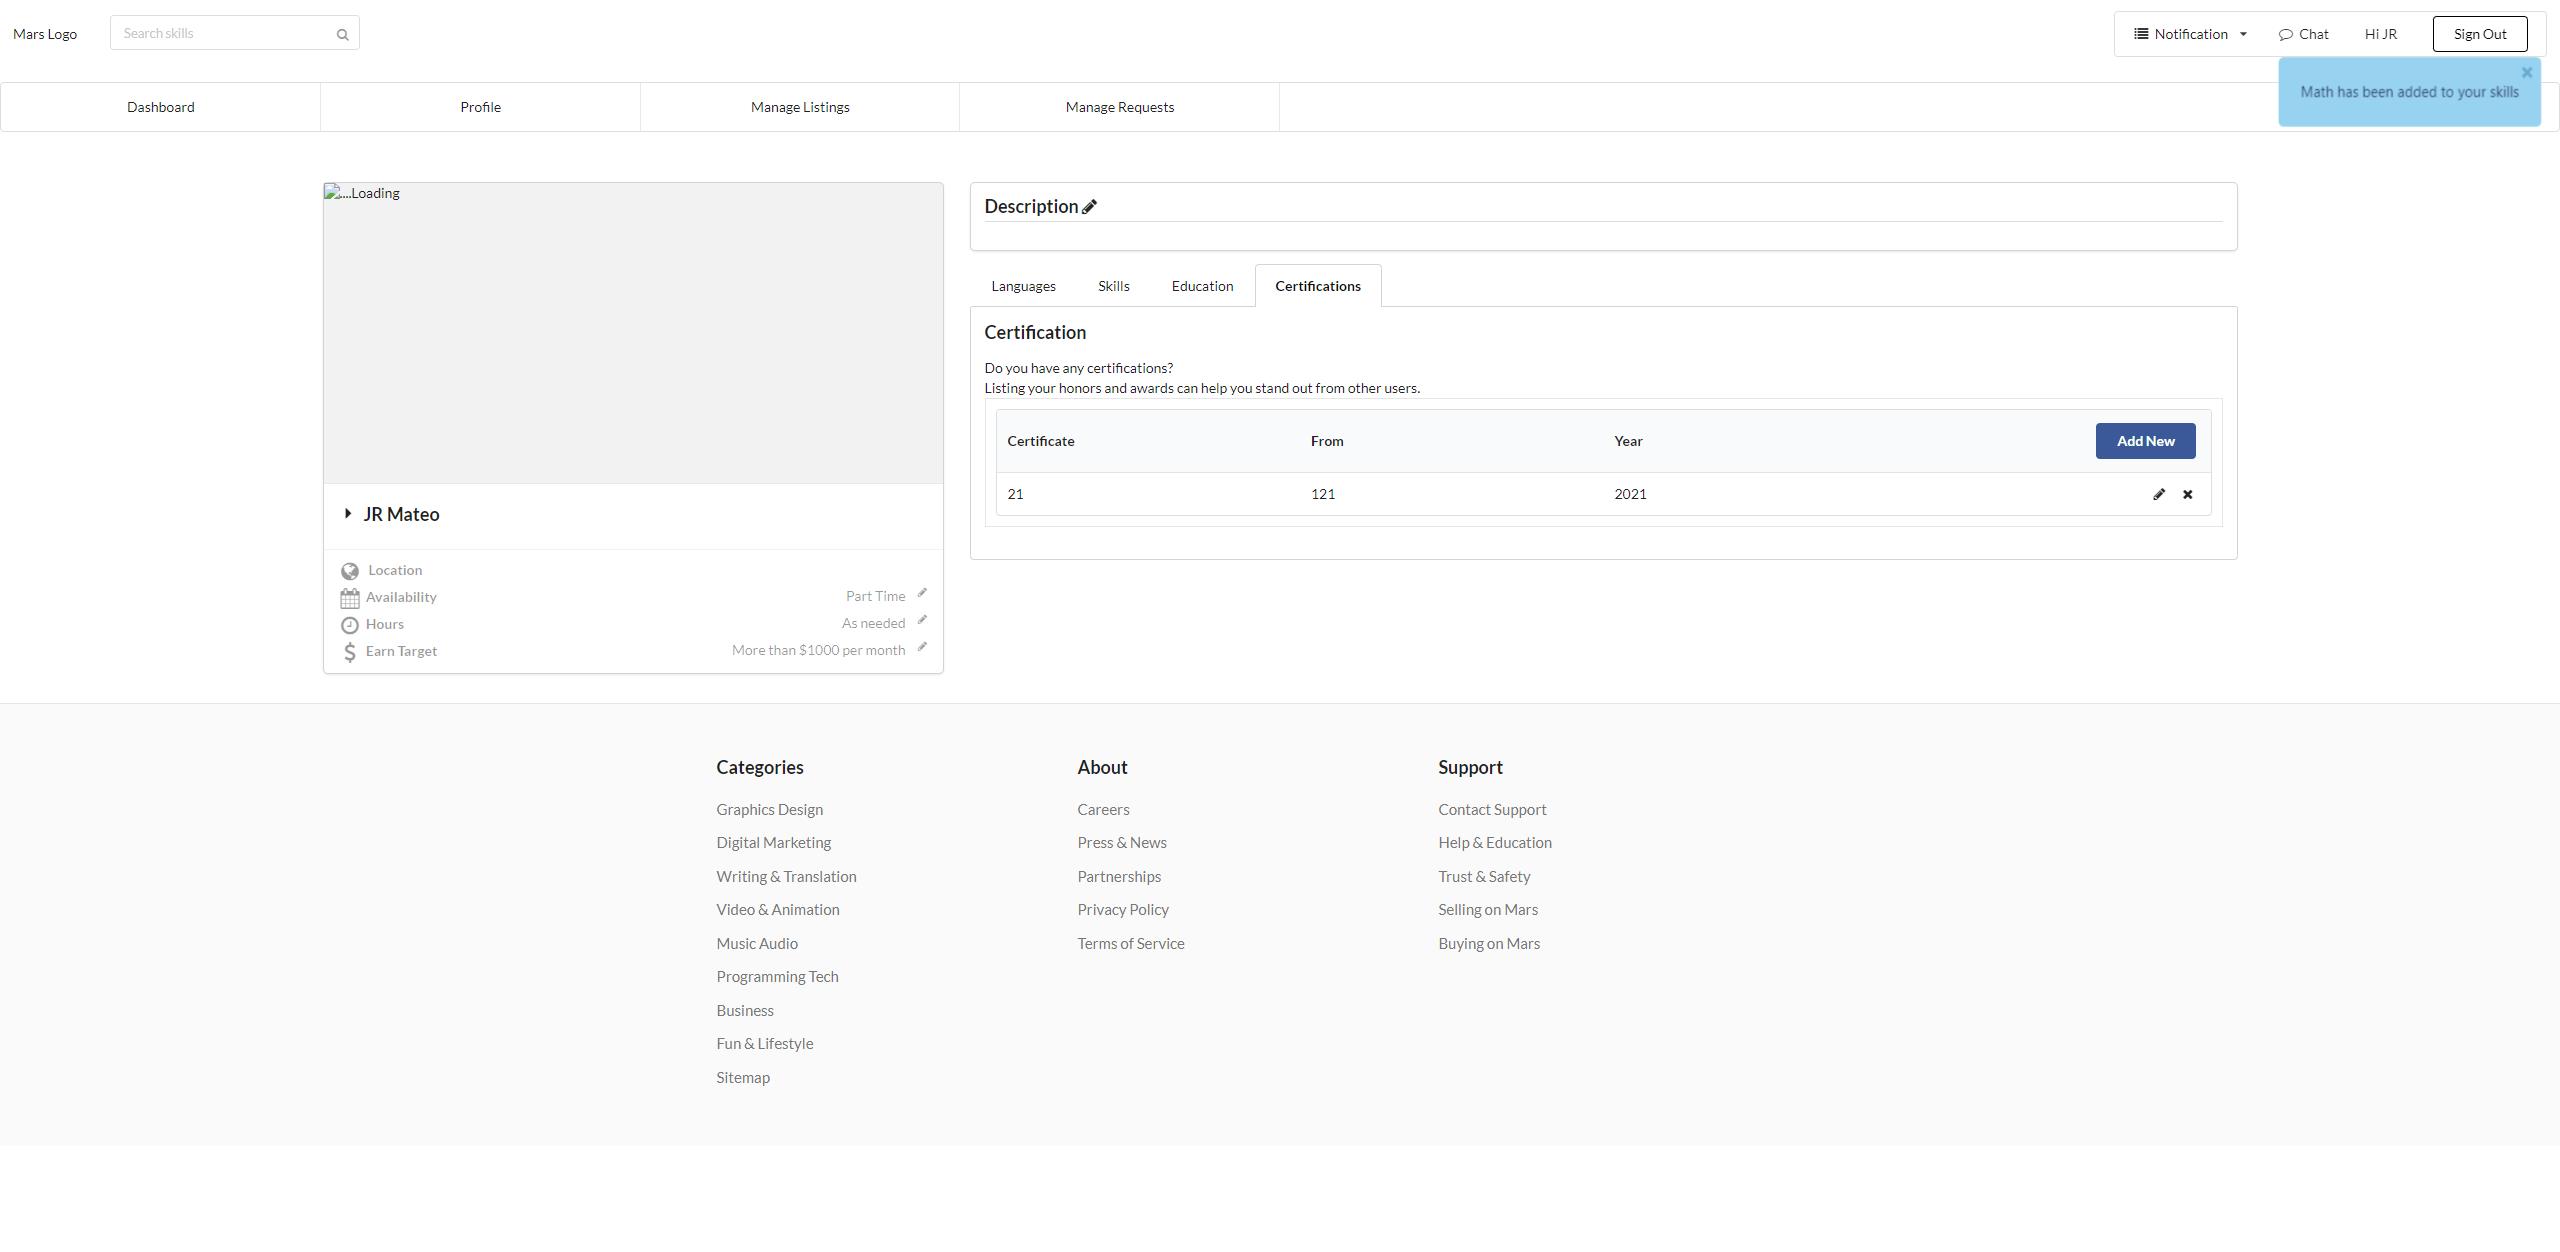 Mars Logo
Search skills
Notification
Chat
Hi JR
Sign Out
Math has been added to your skills
Dashboard
Profile
Manage Listings
Manage Requests
....Loading
JR Mateo
Location
Availability
Part Time
Hours
As needed
Earn Target
More than $1000 per month
Description
Languages
Skills
Education
Certifications
Certification
Do you have any certifications?
Listing your honors and awards can help you stand out from other users.
Certificate
From
Year
Add New
21
121
2021
Categories
Graphics Design
Digital Marketing
Writing & Translation
Video & Animation
Music Audio
Programming Tech
Business
Fun & Lifestyle
Sitemap
About
Careers
Press & News
Partnerships
Privacy Policy
Terms of Service
Support
Contact Support
Help & Education
Trust & Safety
Selling on Mars
Buying on Mars